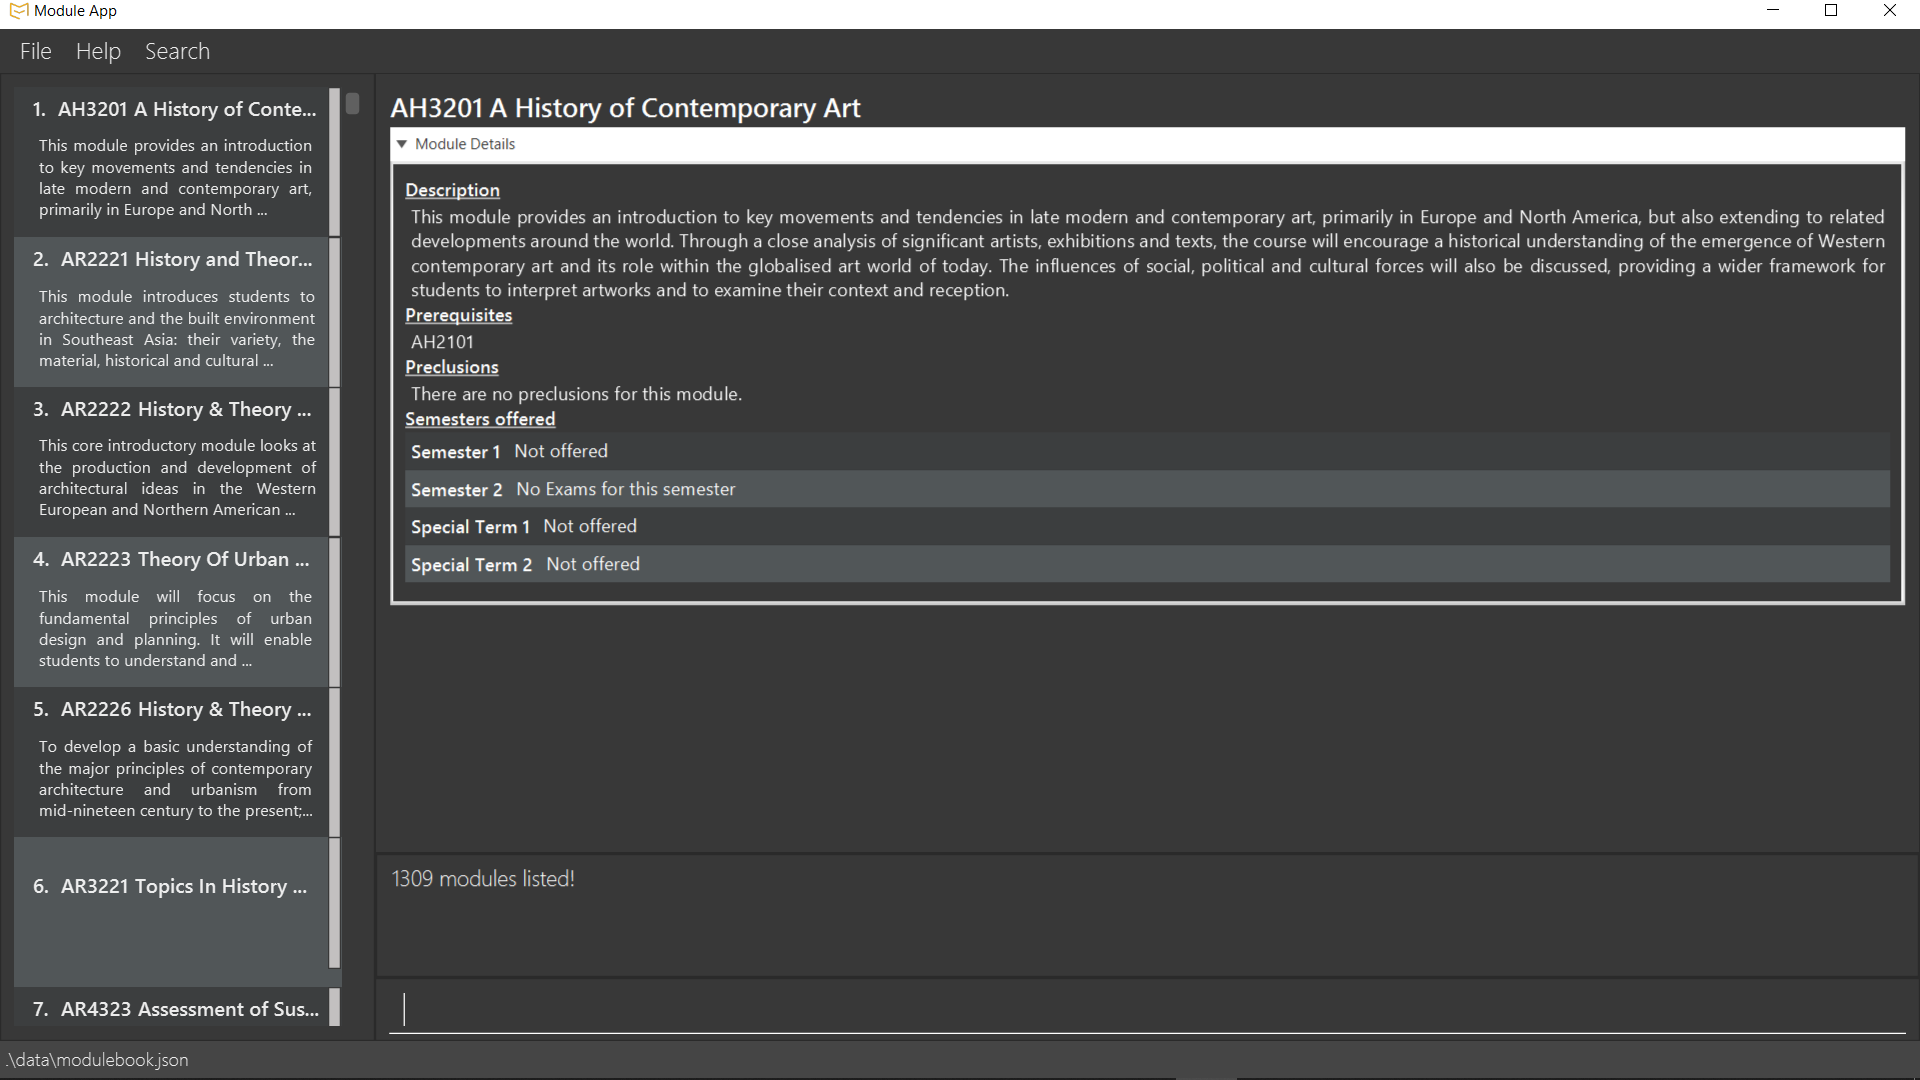 Module App
File Help Search
1. AH3201 A History of Conte...
This module provides an introduction
to key movements and tendencies in
late modern and contemporary art,
primarily in Europe and North ...
2. AR2221 History and Theor...
This module introduces students to
architecture and the built environment
in Southeast Asia: their variety, the
material, historical and cultural ...
3. AR2222 History & Theory ...
This core introductory module looks at
the production and development of
architectural ideas in the Western
European and Northern American ...
4. AR2223 Theory Of Urban ...
This module will focus on the
fundamental principles of urban
design and planning. It will enable
students to understand and ...
5. AR2226 History & Theory ...
To develop a basic understanding of
the major principles of contemporary
architecture and urbanism from
mid-nineteen century to the present;...
6. AR3221 Topics In History ...
7. AR4323 Assessment of Sus...
AH3201 A History of Contemporary Art
Module Details
Description
This module provides an introduction to key movements and tendencies in late modern and contemporary art, primarily in Europe and North America, but also extending to related
developments around the world. Through a close analysis of significant artists, exhibitions and texts, the course will encourage a historical understanding of the emergence of Western
contemporary art and its role within the globalised art world of today. The influences of social, political and cultural forces will also be discussed, providing a wider framework for
students to interpret artworks and to examine their context and reception.
Prerequisites
AH2101
Preclusions
There are no preclusions for this module.
Semesters offered
Semester 1 Not offered
Semester 2 No Exams for this semester
Special Term 1 Not offered
Special Term 2 Not offered
1309 modules listed!
.\data\modulebook.json